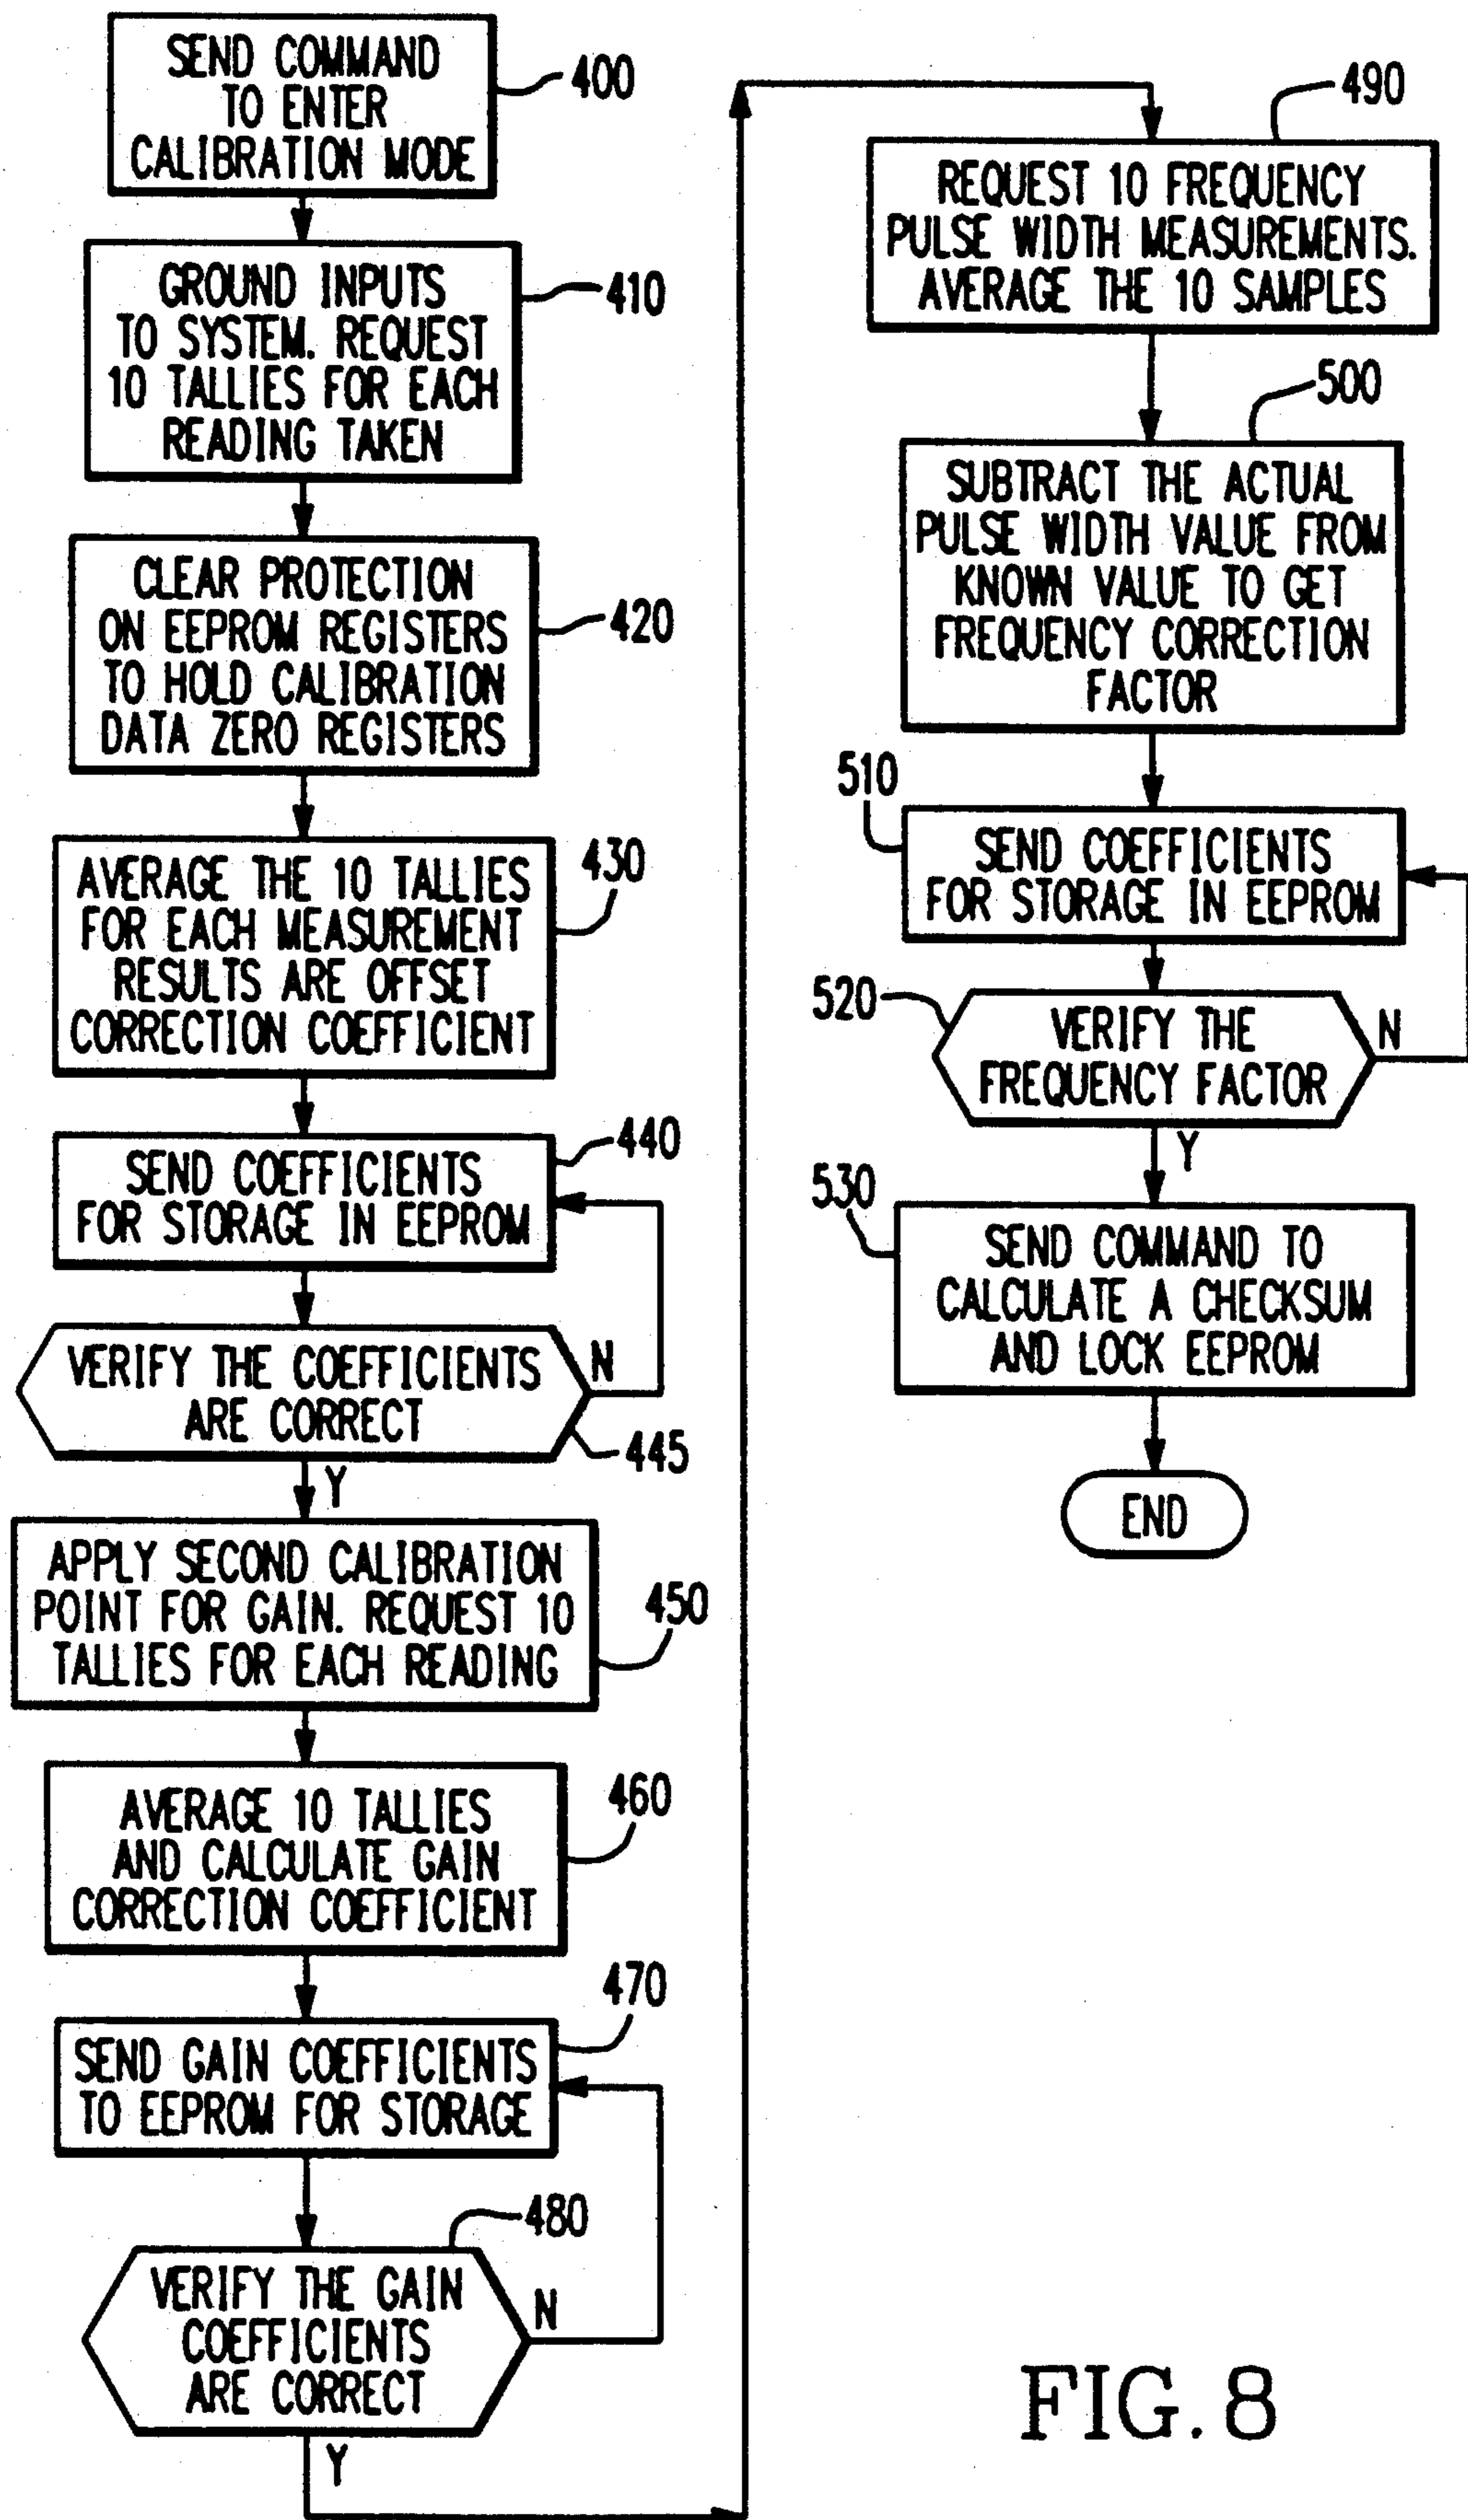 SEND COMMAND
TO ENTER
CALIBRATION MODE
400
GROUND INPUTS
TO SYSTEM. REQUEST
10 TALLIES FOR EACH
READING TAKEN
410
CLEAR PROTECTION
ON EEPROM REGISTERS
TO HOLD CALIBRATION
DATA ZERO REGISTERS
420
AVERAGE THE 10 TALLIES
FOR EACH MEASUREMENT
RESULTS ARE OFFSET
CORRECTION COEFFICIENT
430
SEND COEFFICIENTS
FOR STORAGE IN EEPROM
440
VERIFY THE COEFFICIENTS
ARE CORRECT
N
445
Y
APPLY SECOND CALIBRATION
POINT FOR GAIN. REQUEST 10
TALLIES FOR EACH READING
450
AVERAGE 10 TALLIES
AND CALCULATE GAIN
CORRECTION COEFFICIENT
460
SEND GAIN COEFFICIENTS
TO EEPROM FOR STORAGE
470
VERIFY THE GAIN
COEFFICIENTS
ARE CORRECT
480
N
Y
490
REQUEST 10 FREQUENCY
PULSE WIDTH MEASUREMENTS.
AVERAGE THE 10 SAMPLES
500
SUBTRACT THE ACTUAL
PULSE WIDTH VALUE FROM
KNOWN VALUE TO GET
FREQUENCY CORRECTION
FACTOR
510
SEND COEFFICIENTS
FOR STORAGE IN EEPROM
520
VERIFY THE
FREQUENCY FACTOR
N
Y
530
SEND COMMAND TO
CALCULATE A CHECKSUM
AND LOCK EEPROM
END
FIG. 8